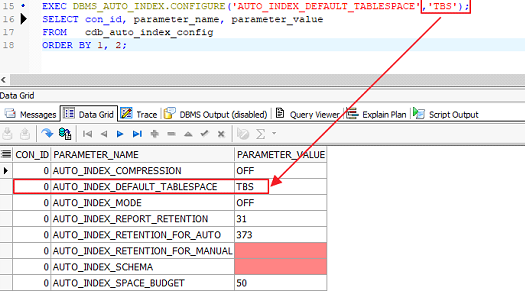 15 EXEC DBMS_AUTO_INDEX.CONFIGURE('AUTO_INDEX_DEFAULT_TABLESPACE','TBS');
16 SELECT con_id, parameter_name, parameter_value
17 FROM cdb_auto_index_config
18 ORDER BY 1, 2;
Data Grid
Messages Data Grid Trace DBMS Output (disabled) Query Viewer Explain Plan Script Output
CON_ID PARAMETER_NAME PARAMETER_VALUE
0 AUTO_INDEX_COMPRESSION OFF
0 AUTO_INDEX_DEFAULT_TABLESPACE TBS
0 AUTO_INDEX_MODE OFF
0 AUTO_INDEX_REPORT_RETENTION 31
0 AUTO_INDEX_RETENTION_FOR_AUTO 373
0 AUTO_INDEX_RETENTION_FOR_MANUAL
0 AUTO_INDEX_SCHEMA
0 AUTO_INDEX_SPACE_BUDGET 50